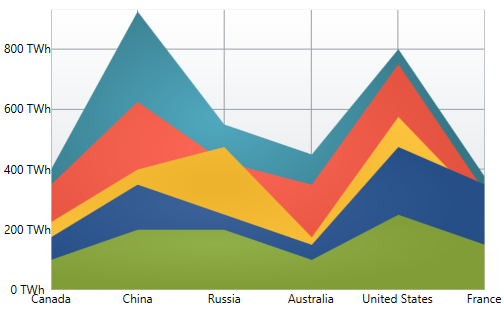 800 TWh
600 TWh
400 TWh
200 TWh
0 TWh
Canada China Russia Australia United States France